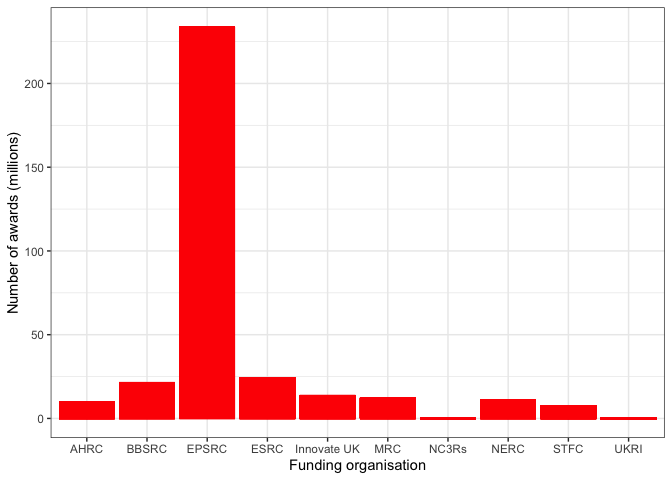 Number of awards (millions)
200
150
100
50
0
AHRC BBSRC EPSRC ESRC Innovate UK MRC NC3Rs NERC STFC UKRI
Funding organisation